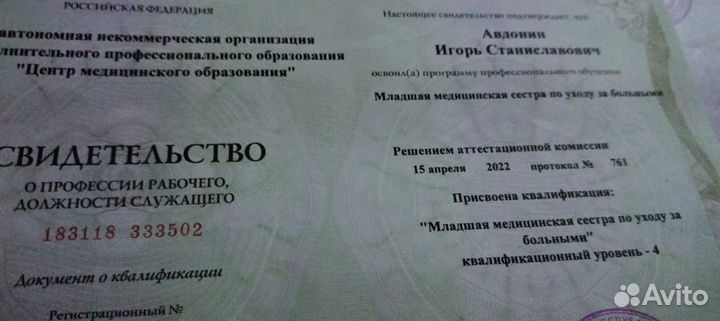 РОССИЙСКАЯ ФЕДЕРАЦИЯ
автономная некоммерческая организация
профессионального образования
"Центр медицинского образования"
СВИДЕТЕЛЬСТВО
О ПРОФЕССИИ РАБОЧЕГО,
ДОЛЖНОСТИ СЛУЖАЩЕГО
183118 333502
Документ о квалификации
Регистрационный №
Настоящее свидетельство подтверждает, что
Авдонин
Игорь Станиславович
освоил(а) программу профессионального обучения
Младшая медицинская сестра по уходу за больными
Решением аттестационной комиссии
15 апреля 2022 протокол № 761
Присвоена квалификация:
"Младшая медицинская сестра по уходу за
больными"
квалификационный уровень - 4
Avito